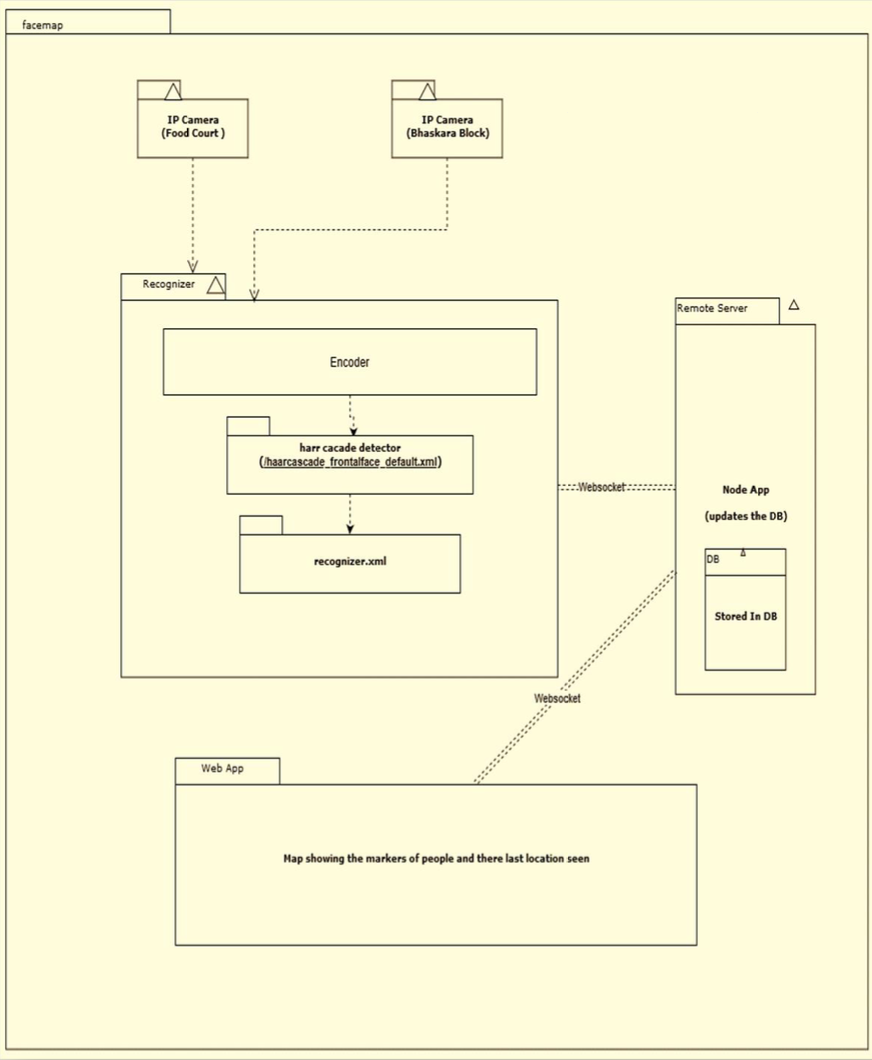 facemap
IP Camera
(Food Court )
IP Camera
(Bhaskara Block)
Recognizer
Encoder
harr cacade detector
(/haarcascade_frontalface_default.xml)
recognizer.xml
Websocket
Remote Server
Node App
(updates the DB)
DB
Stored In DB
Websocket
Web App
Map showing the markers of people and there last location seen